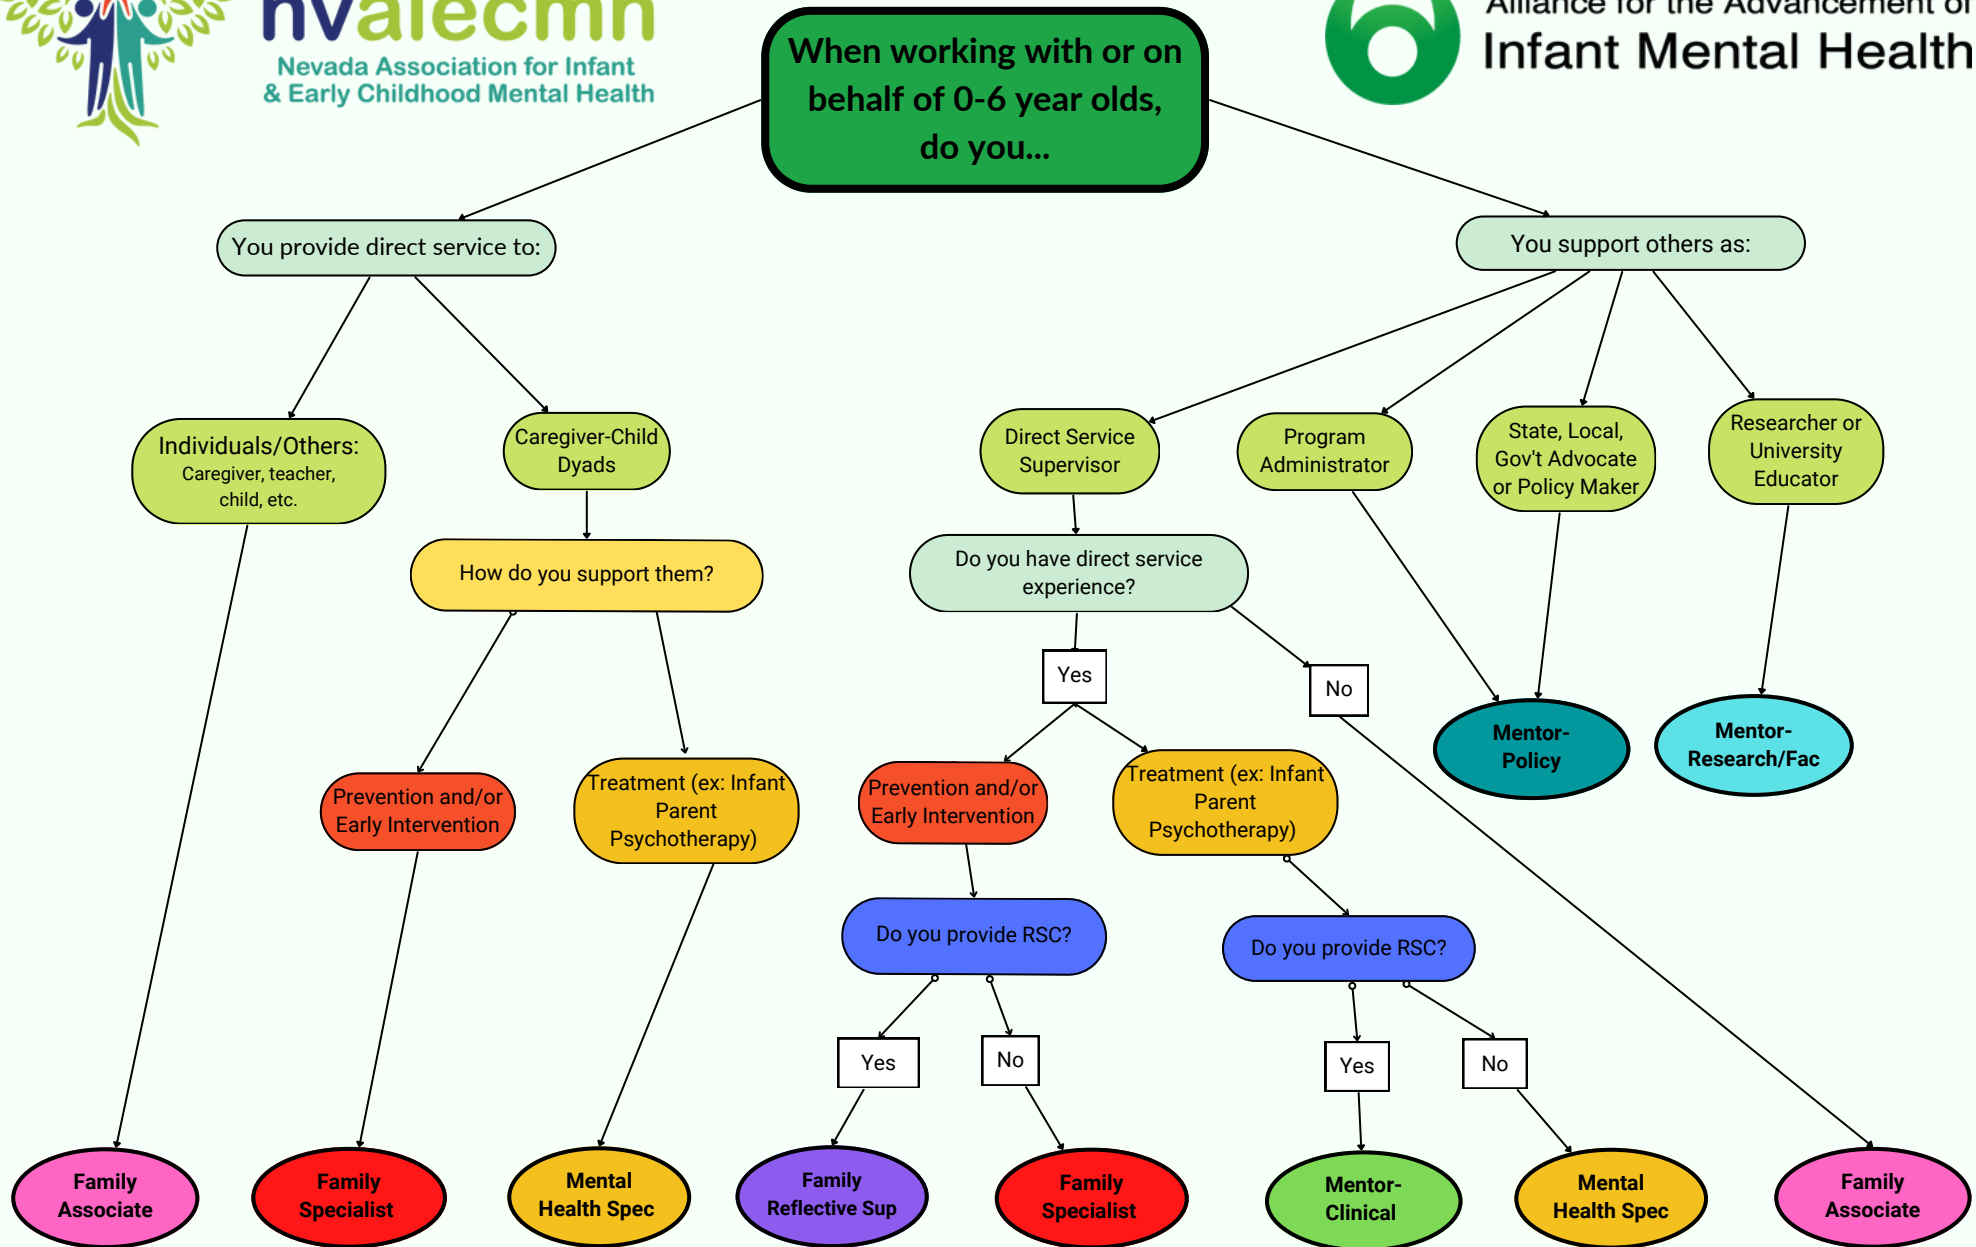 nvaiecmh
Nevada Association for Infant
& Early Childhood Mental Health
When working with or on
behalf of 0-6 year olds,
do you...
Alliance for the Advancement of
Infant Mental Health
You provide direct service to:
You support others as:
Individuals/Others:
Caregiver, teacher,
child, etc.
Caregiver-Child
Dyads
Direct Service
Supervisor
Program
Administrator
State, Local,
Gov't Advocate
or Policy Maker
Researcher or
University
Educator
How do you support them?
Do you have direct service
experience?
Yes
No
Mentor-
Policy
Mentor-
Research/Fac
Prevention and/or
Early Intervention
Treatment (ex: Infant
Parent
Psychotherapy)
Prevention and/or
Early Intervention
Treatment (ex: Infant
Parent
Psychotherapy)
Do you provide RSC?
Do you provide RSC?
Yes
No
Yes
No
Family
Associate
Family
Specialist
Mental
Health Spec
Family
Reflective Sup
Family
Specialist
Mentor-
Clinical
Mental
Health Spec
Family
Associate